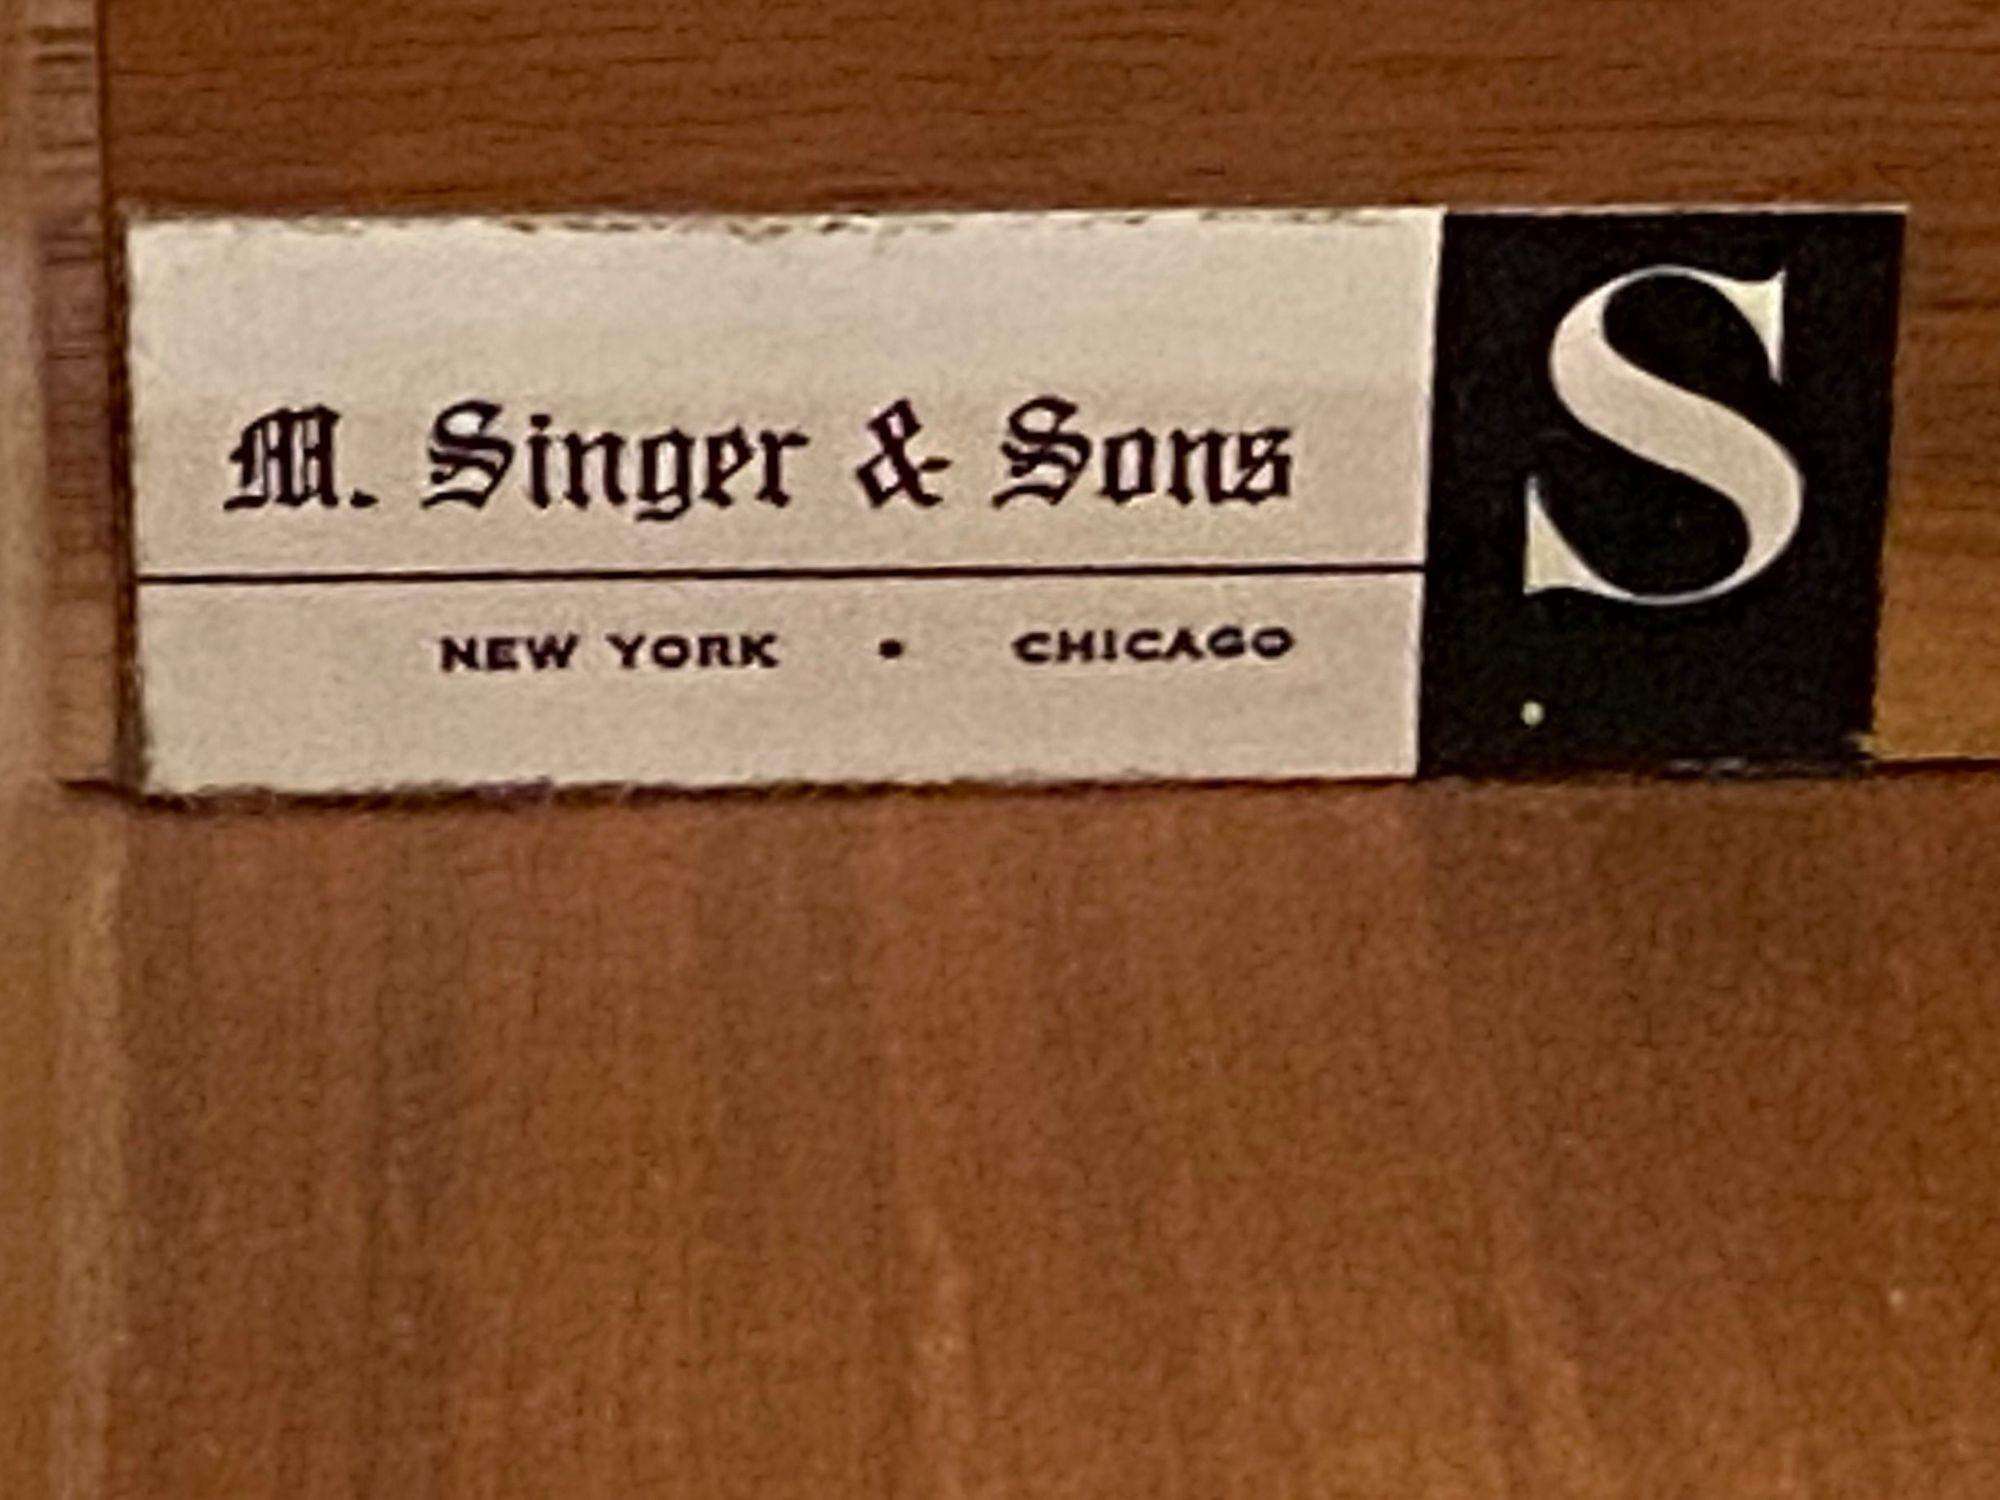 M. Singer & Sons
NEW YORK • CHICAGO
S